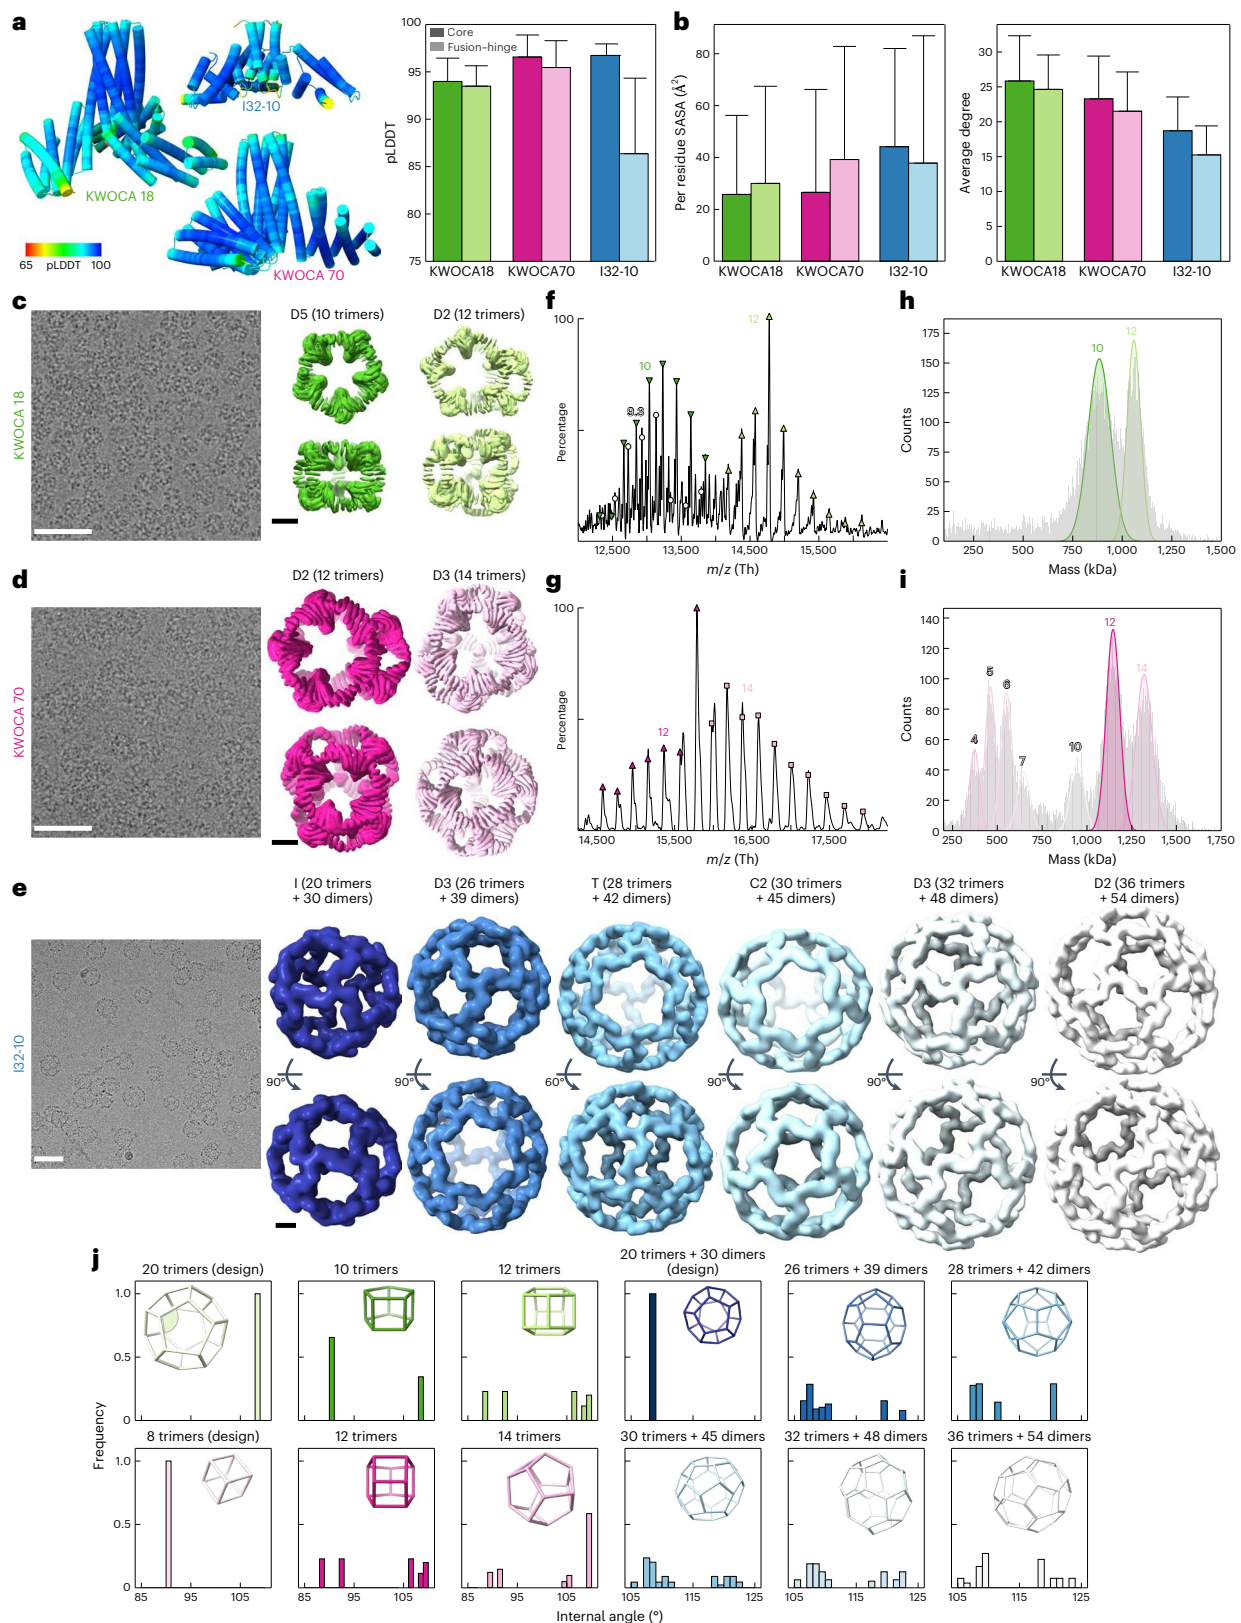 a
I32-10
KWOCA 18
KWOCA 70
65 100
pLDDT
100
95
90
85
80
75
pLDDT
Core
Fusion–hinge
KWOCA18 KWOCA70 I32-10
b
80
60
40
20
0
Per residue SASA (Å²)
KWOCA18 KWOCA70 I32-10
30
25
20
15
10
5
0
Average degree
KWOCA18 KWOCA70 I32-10
c
KWOCA 18
D5 (10 trimers)
D2 (12 trimers)
f
100
Percentage
12
10
9.9
12,500 13,500 14,500 15,500
m/z (Th)
h
175
150
125
100
75
50
25
0
Counts
10
12
250 500 750 1,000 1,250 1,500
Mass (kDa)
d
KWOCA 70
D2 (12 trimers)
D3 (14 trimers)
g
100
Percentage
12
14
14,500 15,500 16,500 17,500
m/z (Th)
i
140
120
100
80
60
40
20
0
Counts
4
5
6
7
10
12
14
250 500 750 1,000 1,250 1,500 1,750
Mass (kDa)
e
I32-10
I (20 trimers
+ 30 dimers)
D3 (26 trimers
+ 39 dimers)
T (28 trimers
+ 42 dimers)
C2 (30 trimers
+ 45 dimers)
D3 (32 trimers
+ 48 dimers)
D2 (36 trimers
+ 54 dimers)
90° 90° 60° 90° 90° 90°
j
20 trimers (design)
10 trimers
12 trimers
20 trimers + 30 dimers
(design)
26 trimers + 39 dimers
28 trimers + 42 dimers
1.0
0.5
0
Frequency
8 trimers (design)
12 trimers
14 trimers
30 trimers + 45 dimers
32 trimers + 48 dimers
36 trimers + 54 dimers
1.0
0.5
0
85 95 105
85 95 105
85 95 105
105 115 125
105 115 125
105 115 125
Internal angle (°)